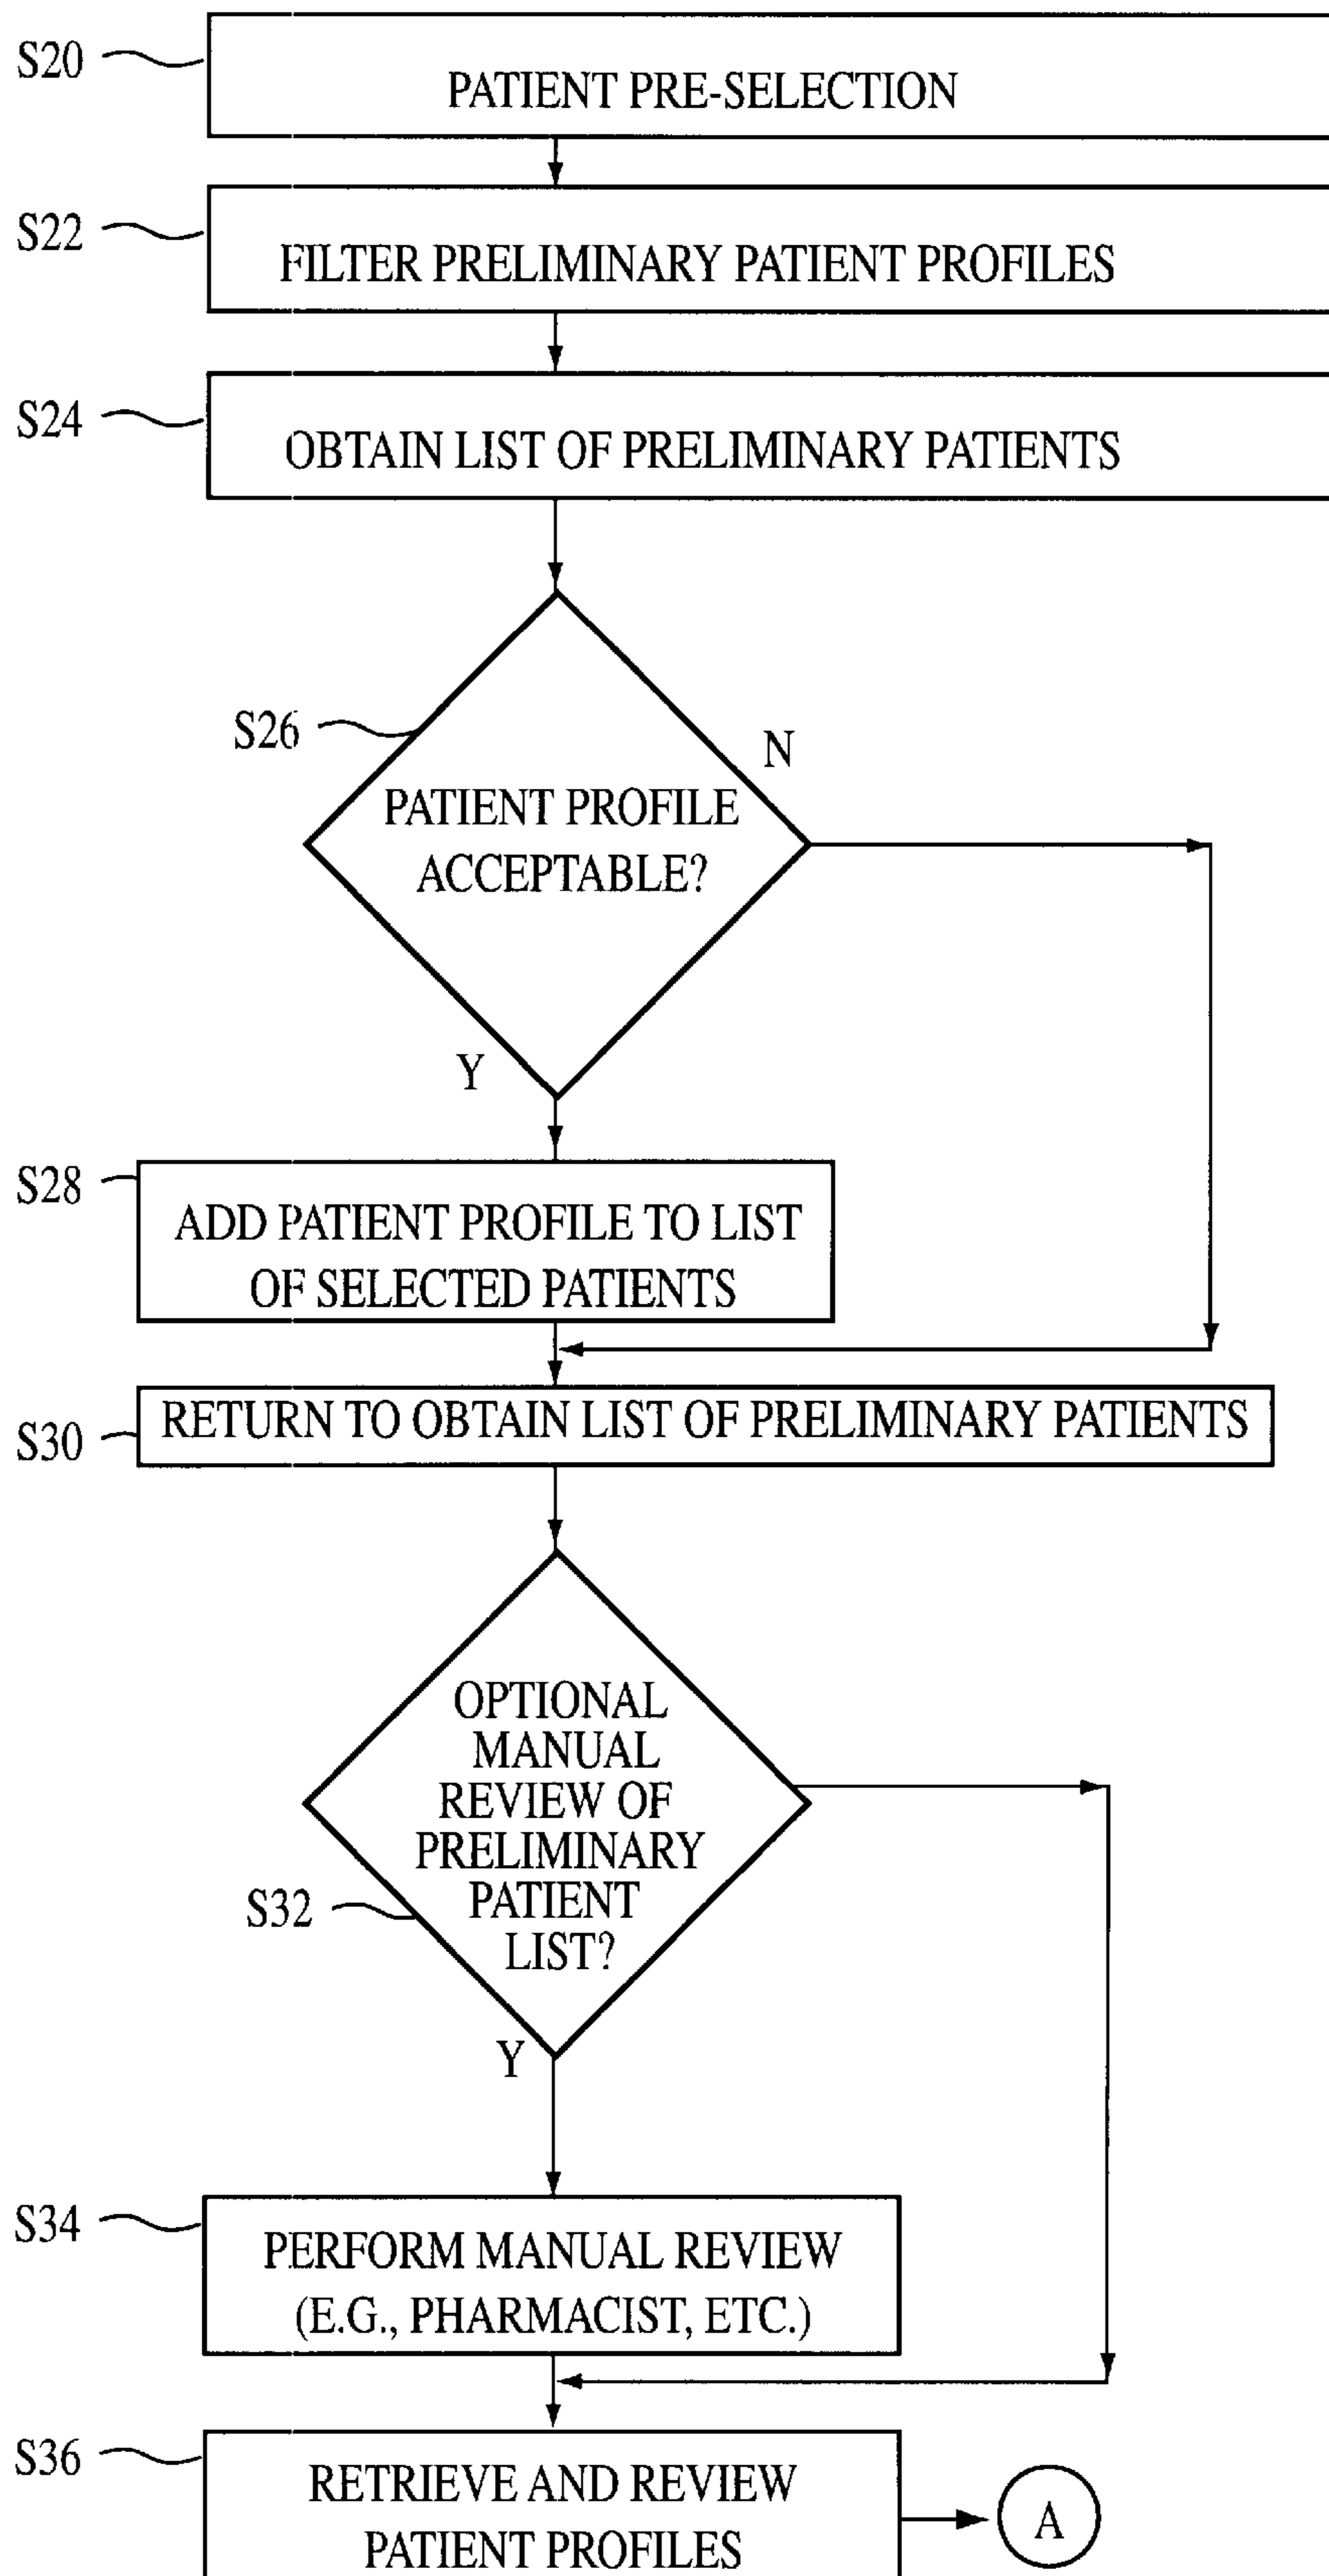 S20
PATIENT PRE-SELECTION
S22
FILTER PRELIMINARY PATIENT PROFILES
S24
OBTAIN LIST OF PRELIMINARY PATIENTS
S26
N
PATIENT PROFILE
ACCEPTABLE?
Y
S28
ADD PATIENT PROFILE TO LIST
OF SELECTED PATIENTS
S30
RETURN TO OBTAIN LIST OF PRELIMINARY PATIENTS
OPTIONAL
MANUAL
REVIEW OF
PRELIMINARY
PATIENT
LIST?
S32
Y
S34
PERFORM MANUAL REVIEW
(E.G., PHARMACIST, ETC.)
S36
RETRIEVE AND REVIEW
PATIENT PROFILES
A